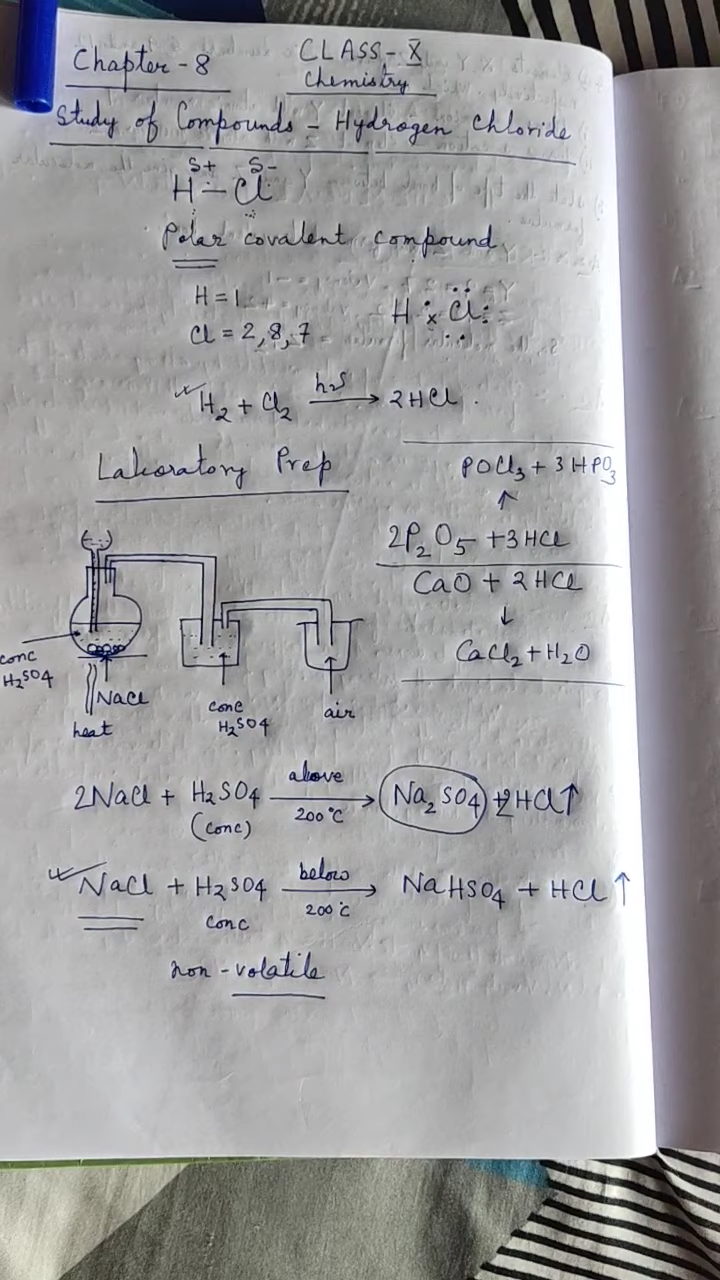 Chapter - 8
CLASS - X
Chemistry
Study of Compounds - Hydrogen Chloride
δ+ δ-
H - Cl
Polar covalent compound
H = 1
Cl = 2, 8, 7
H Cl
H₂ + Cl₂ hν→ 2HCl.
Laboratory Prep
POCl₃ + 3HPO₃
↑
2P₂O₅ + 3HCl
CaO + 2HCl
↓
CaCl₂ + H₂O
conc
H₂SO₄
NaCl
heat
conc
H₂SO₄
air
2NaCl + H₂SO₄ (conc) above 200°C → Na₂SO₄ + 2HCl↑
NaCl + H₂SO₄ conc below 200°C → NaHSO₄ + HCl↑
non-volatile